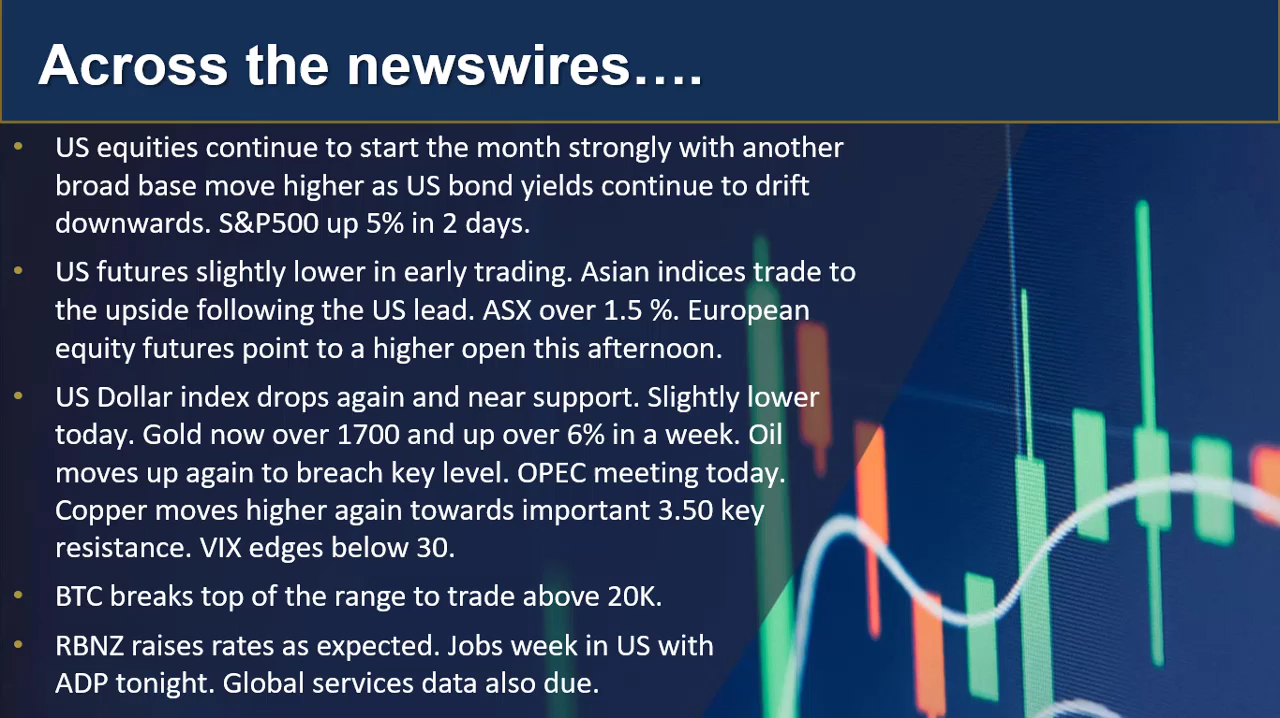 Across the newswires....
• US equities continue to start the month strongly with another
broad base move higher as US bond yields continue to drift
downwards. S&P500 up 5% in 2 days.
• US futures slightly lower in early trading. Asian indices trade to
the upside following the US lead. ASX over 1.5 %. European
equity futures point to a higher open this afternoon.
• US Dollar index drops again and near support. Slightly lower
today. Gold now over 1700 and up over 6% in a week. Oil
moves up again to breach key level. OPEC meeting today.
Copper moves higher again towards important 3.50 key
resistance. VIX edges below 30.
• BTC breaks top of the range to trade above 20K.
• RBNZ raises rates as expected. Jobs week in US with
ADP tonight. Global services data also due.